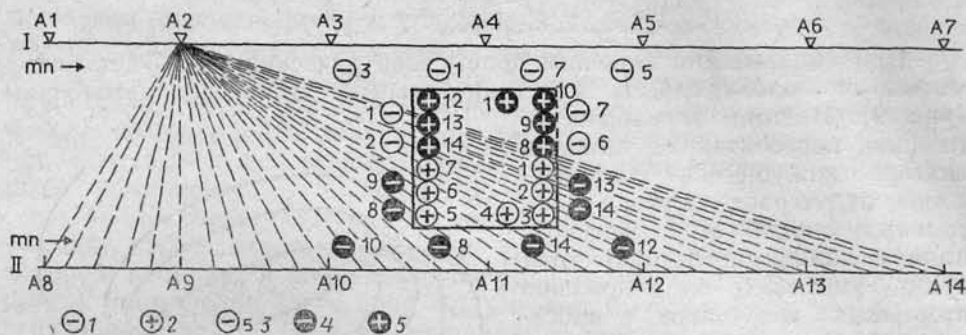 A1 A2 A3 A4 A5 A6 A7
I
mn → ⊖3 ⊖1 ⊖7 ⊖5
12 1 10
1 13 9 7
2 14 8 6
9 7 1 13
8 6 2 14
5 4 3
mn → 10 8 14 12
II
A8 A9 A10 A11 A12 A13 A14
⊖1 ⊕2 ⊖5 3 ⊖4 ⊕5